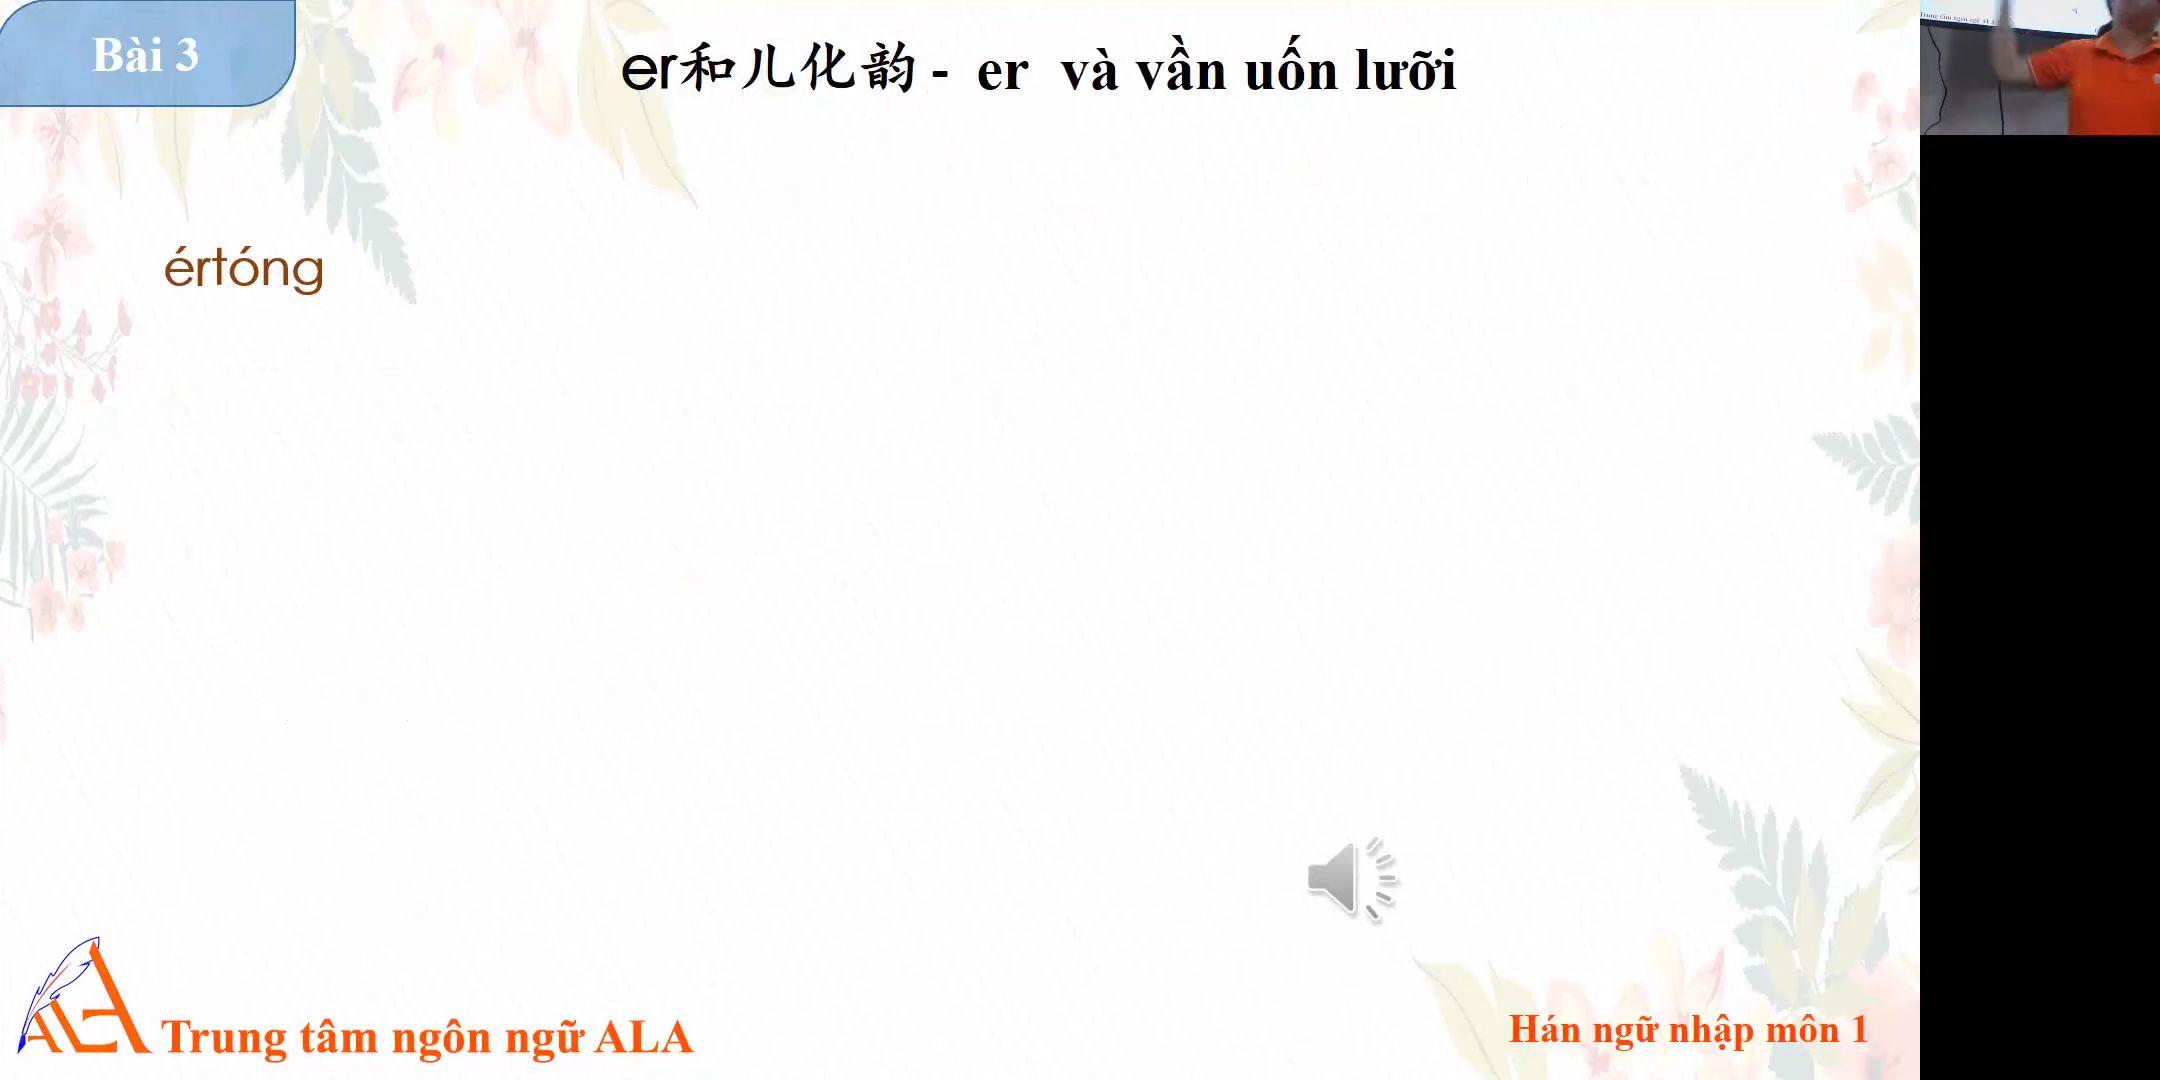 Bài 3
er和儿化韵 - er và vần uốn lưỡi
értóng
Trung tâm ngôn ngữ ALA
Hán ngữ nhập môn 1